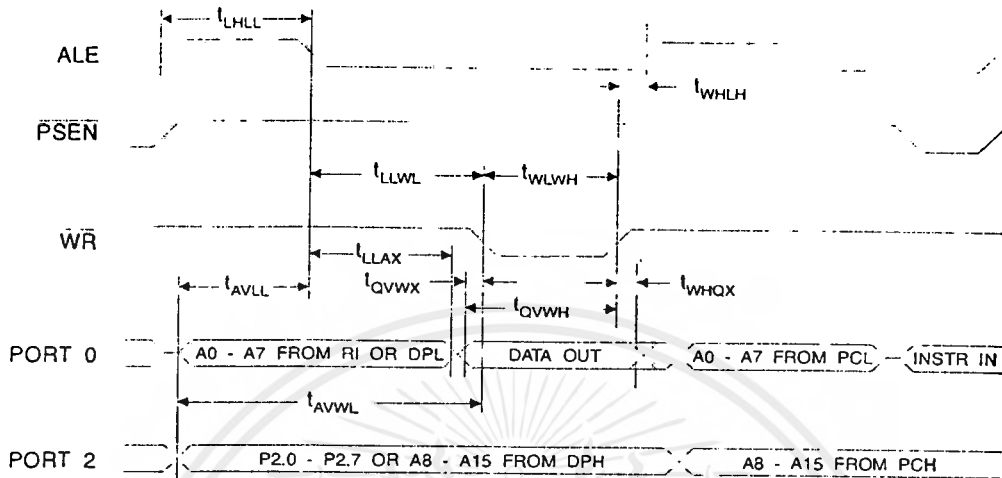 tLHLL
ALE
tWHLH
PSEN
tLLWL
tWLWH
WR
tLLAX
tAVLL
tQVWX
tWHQX
tQVWH
PORT 0
A0 - A7 FROM RI OR DPL
DATA OUT
A0 - A7 FROM PCL
INSTR IN
tAVWL
PORT 2
P2.0 - P2.7 OR A8 - A15 FROM DPH
A8 - A15 FROM PCH